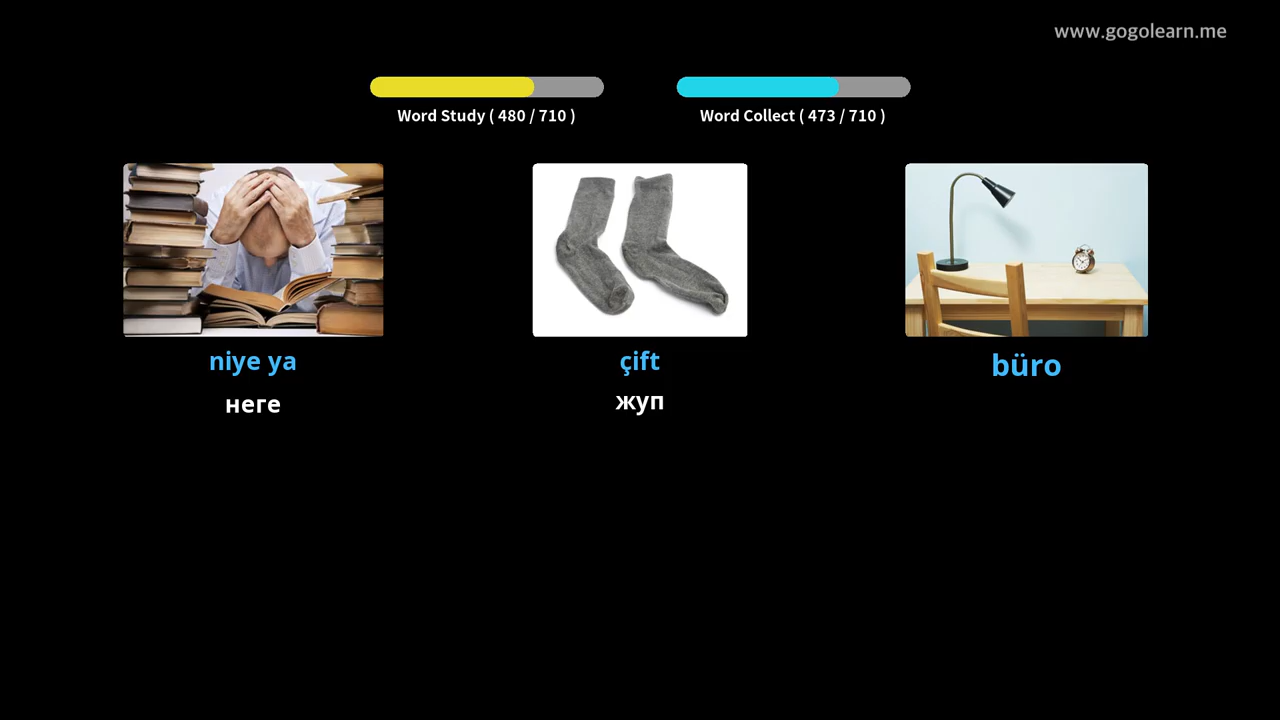 www.gogolearn.me
Word Study ( 480 / 710 )
Word Collect ( 473 / 710 )
niye ya
неге
çift
жуп
büro